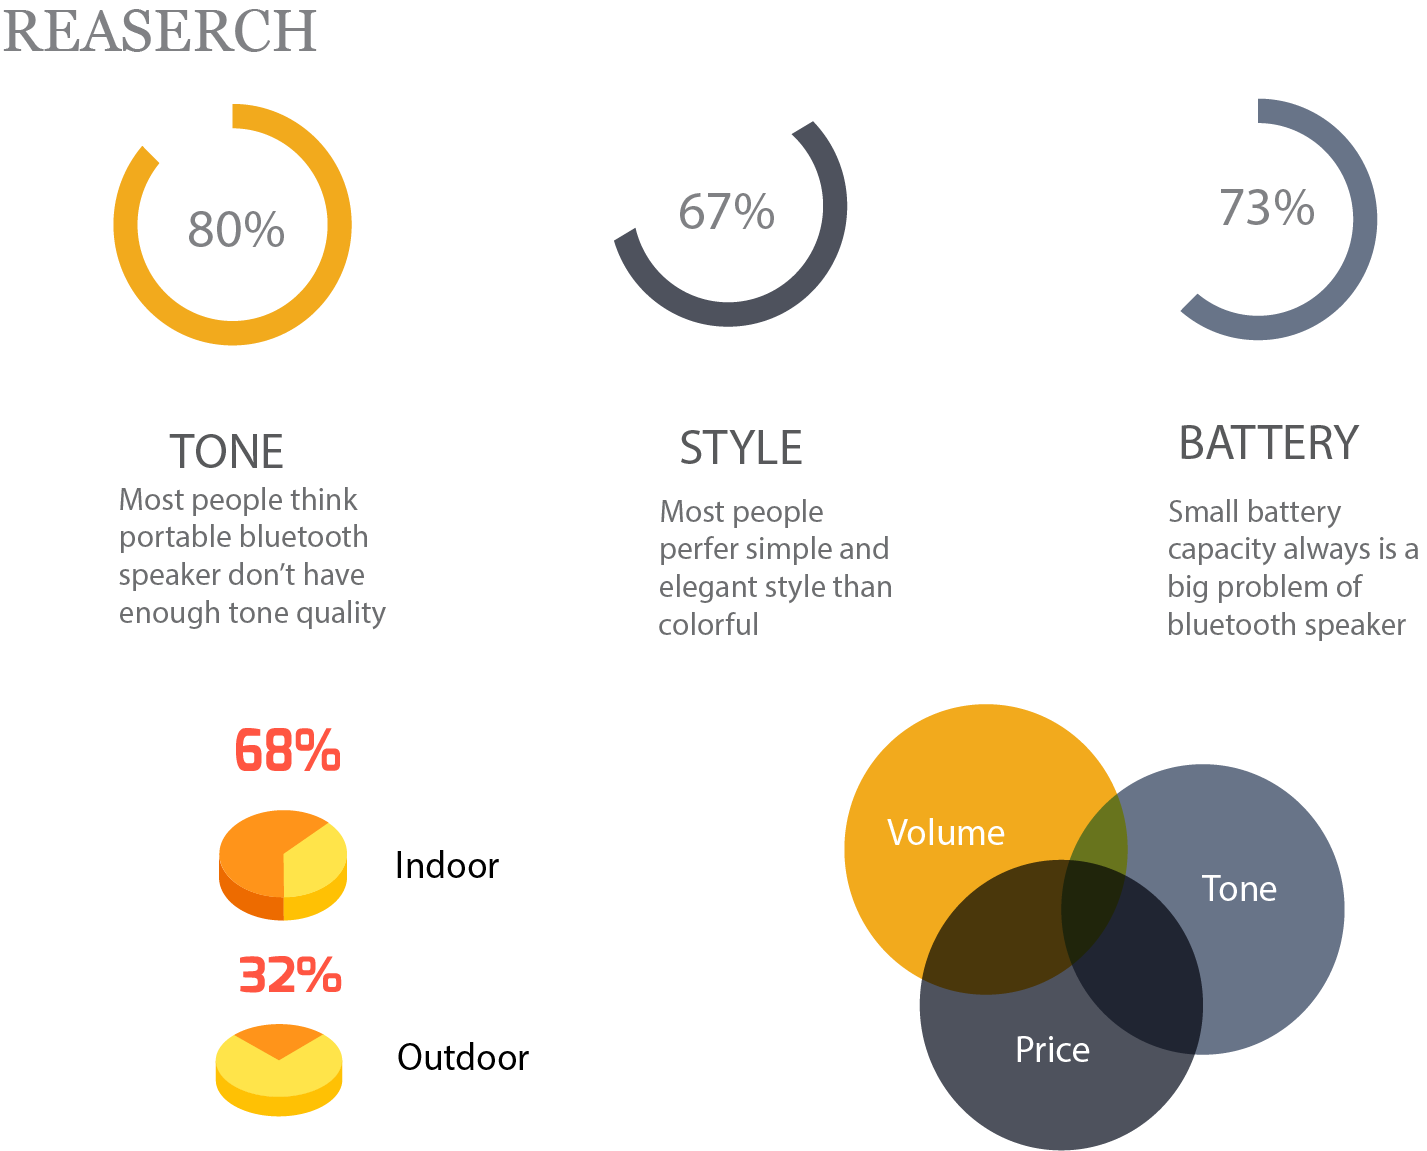 REASERCH
80%
67%
73%
TONE
Most people think
portable bluetooth
speaker don't have
enough tone quality
STYLE
Most people
perfer simple and
elegant style than
colorful
BATTERY
Small battery
capacity always is a
big problem of
bluetooth speaker
68%
Indoor
32%
Outdoor
Volume
Tone
Price